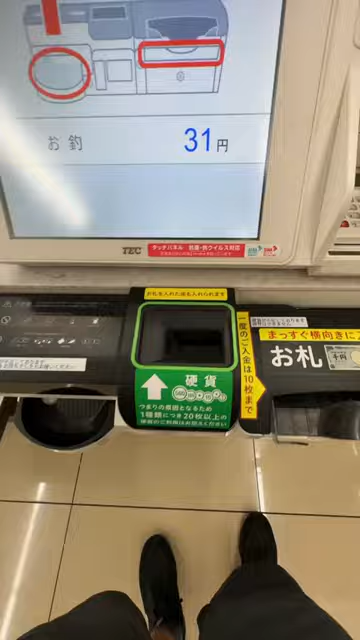 お釣 31円
TEC
タッチパネル 抗菌・抗ウイルス対応
お札を入れた後も入れられます
硬貨
つまりの原因となるため
1種類につき20枚以上の
硬貨のご利用はお控えください
一度のご入金は10枚まで
まっすぐ横向きに
お札
千円